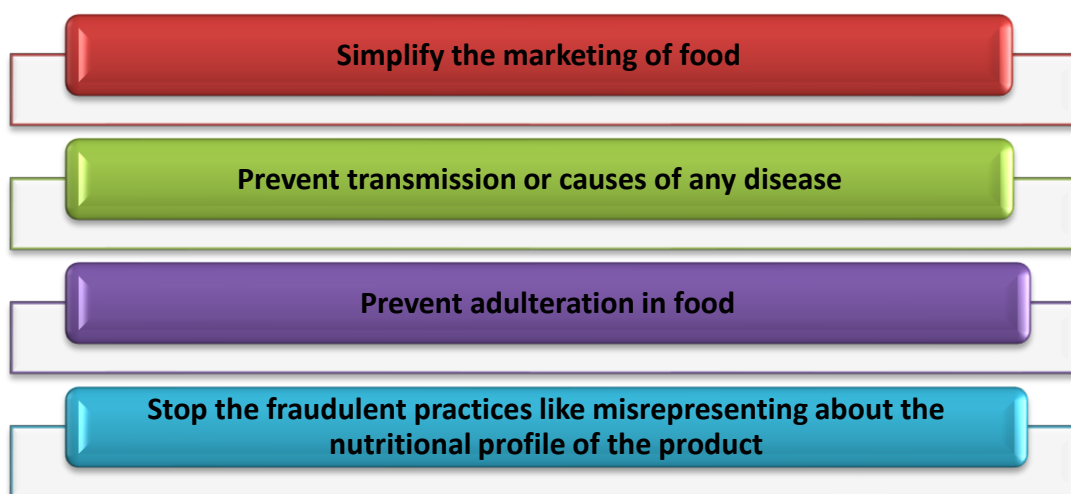 Simplify the marketing of food
Prevent transmission or causes of any disease
Prevent adulteration in food
Stop the fraudulent practices like misrepresenting about the
nutritional profile of the product